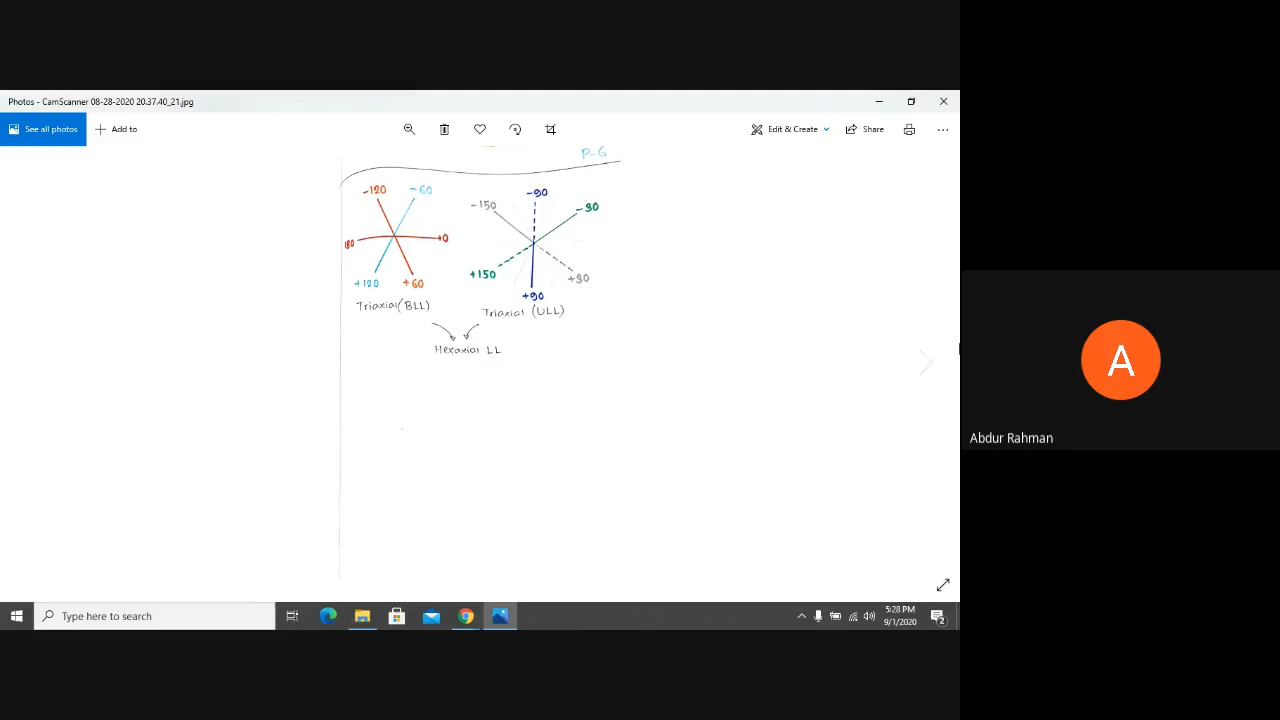 Photos - CamScanner 08-28-2020 20.37.40_21.jpg
See all photos
Add to
Edit & Create
Share
P-6
-120
-60
180
+0
+120
+60
Triaxial (BLL)
-90
-150
-30
+150
+30
+90
Triaxial (ULL)
Hexaxial LL
A
Abdur Rahman
Type here to search
5:28 PM
9/1/2020
2